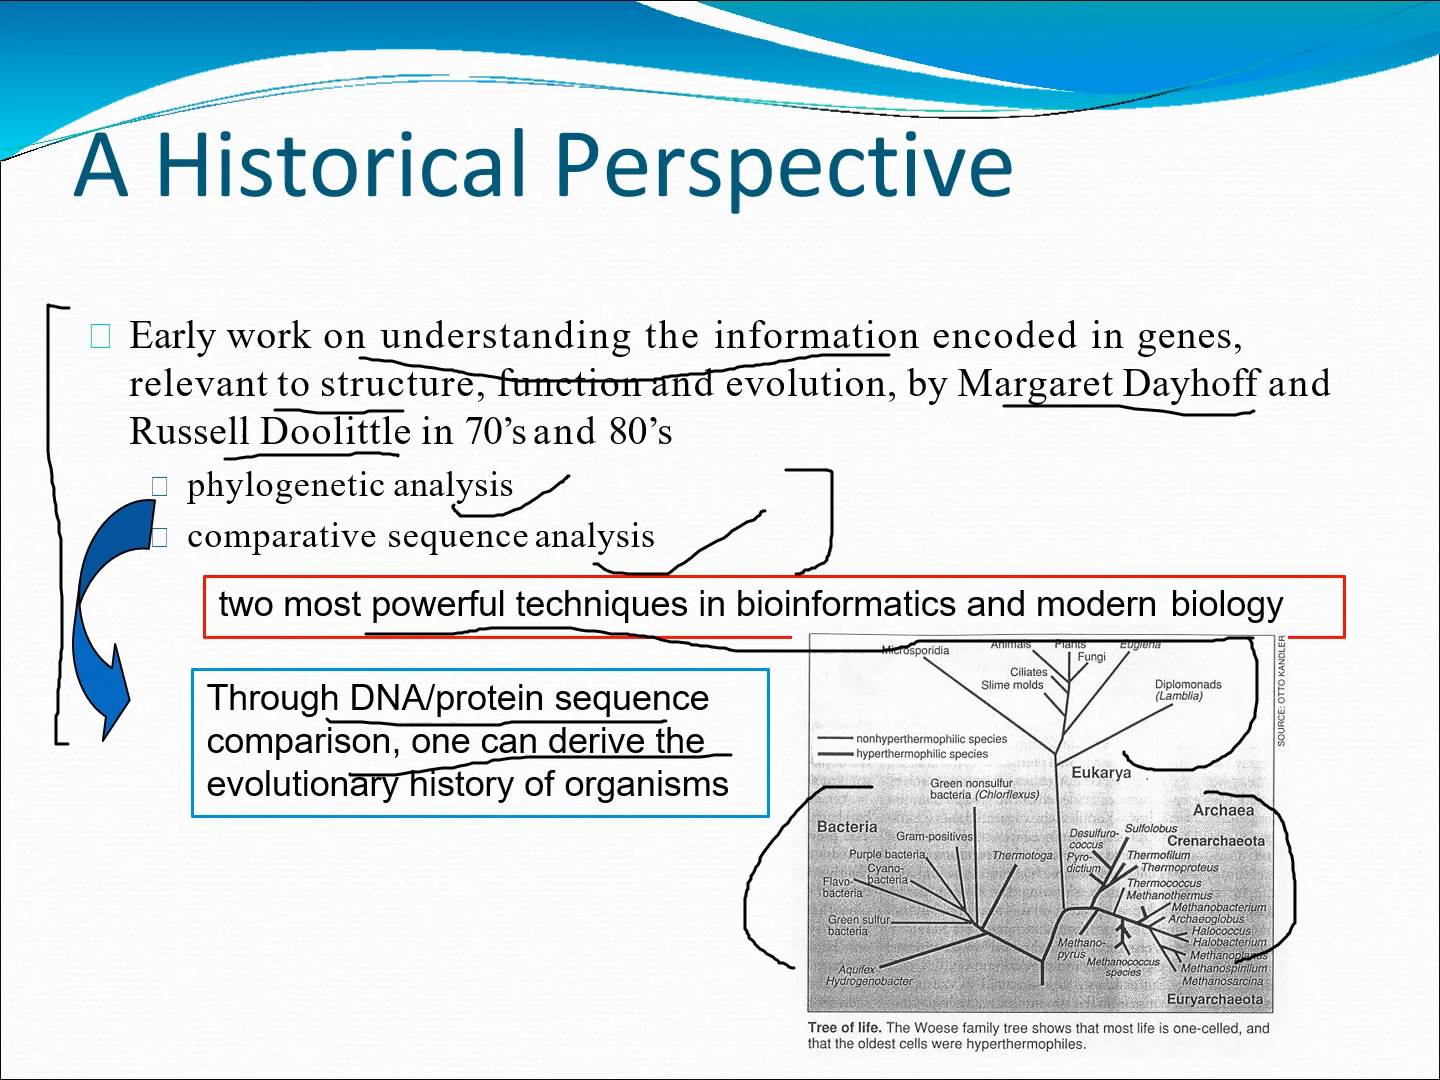 A Historical Perspective
Early work on understanding the information encoded in genes,
relevant to structure, function and evolution, by Margaret Dayhoff and
Russell Doolittle in 70’s and 80’s
phylogenetic analysis
comparative sequence analysis
two most powerful techniques in bioinformatics and modern biology
Through DNA/protein sequence
comparison, one can derive the
evolutionary history of organisms
Microsporidia
Animals
Plants
Euglena
Fungi
Ciliates
Slime molds
Diplomonads
(Lamblia)
nonhyperthermophilic species
hyperthermophilic species
Eukarya
Green nonsulfur
bacteria (Chlorflexus)
Bacteria
Gram-positives
Purple bacteria
Cyano-
bacteria
Flavo-
bacteria
Green sulfur
bacteria
Thermotoga
Aquifex
Hydrogenobacter
Archaea
Crenarchaeota
Desulfuro-
coccus
Sulfolobus
Pyro-
dictium
Thermofilum
Thermoproteus
Thermococcus
Methanothermus
Methanobacterium
Archaeoglobus
Halococcus
Halobacterium
Methanoplanus
Methanospirilum
Methanosarcina
Methano-
pyrus
Methanococcus
species
Euryarchaeota
SOURCE: OTTO KANDLER
Tree of life. The Woese family tree shows that most life is one-celled, and
that the oldest cells were hyperthermophiles.